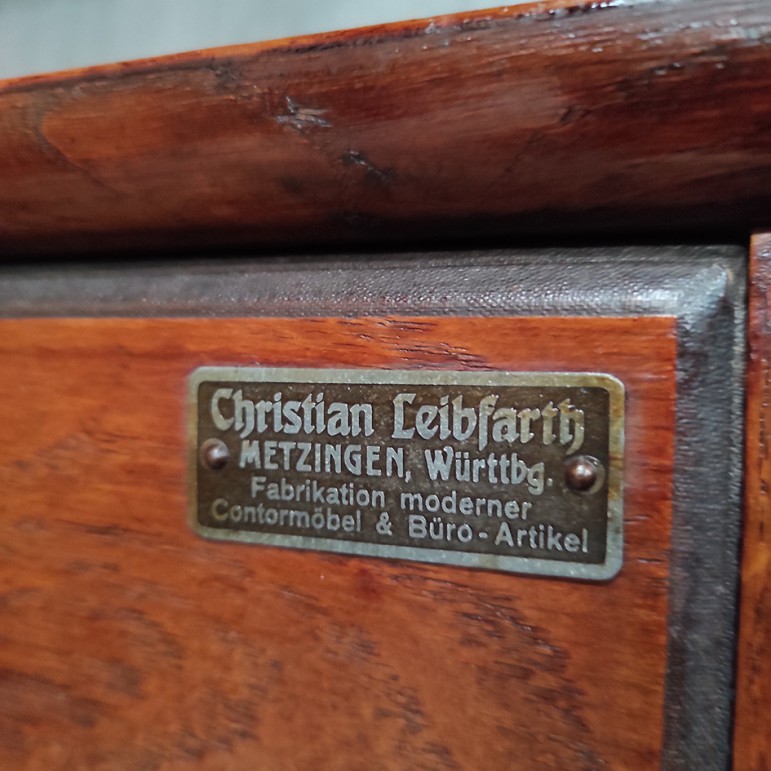 Christian Leibfarth
METZINGEN, Württbg.
Fabrikation moderner
Contormöbel & Büro-Artikel